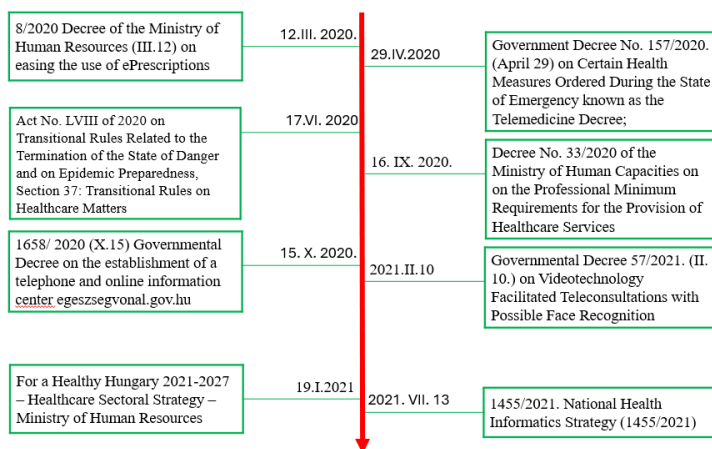 8/2020 Decree of the Ministry of
Human Resources (III.12) on
easing the use of ePrescriptions
12.III. 2020.
29.IV.2020
Government Decree No. 157/2020.
(April 29) on Certain Health
Measures Ordered During the State
of Emergency known as the
Telemedicine Decree;
Act No. LVIII of 2020 on
Transitional Rules Related to the
Termination of the State of Danger
and on Epidemic Preparedness,
Section 37: Transitional Rules on
Healthcare Matters
17.VI. 2020
16. IX. 2020.
Decree No. 33/2020 of the
Ministry of Human Capacities on
on the Professional Minimum
Requirements for the Provision of
Healthcare Services
1658/ 2020 (X.15) Governmental
Decree on the establishment of a
telephone and online information
center egeszsegvonal.gov.hu
15. X. 2020.
2021.II.10
Governmental Decree 57/2021. (II.
10.) on Videotechnology
Facilitated Teleconsultations with
Possible Face Recognition
For a Healthy Hungary 2021-2027
– Healthcare Sectoral Strategy –
Ministry of Human Resources
19.I.2021
2021. VII. 13
1455/2021. National Health
Informatics Strategy (1455/2021)